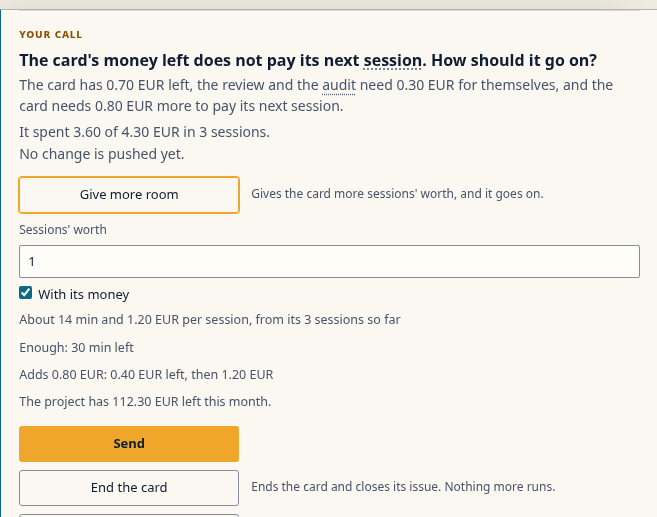 YOUR CALL
The card's money left does not pay its next session. How should it go on?
The card has 0.70 EUR left, the review and the audit need 0.30 EUR for themselves, and the
card needs 0.80 EUR more to pay its next session.
It spent 3.60 of 4.30 EUR in 3 sessions.
No change is pushed yet.
Give more room
Gives the card more sessions' worth, and it goes on.
Sessions' worth
1
With its money
About 14 min and 1.20 EUR per session, from its 3 sessions so far
Enough: 30 min left
Adds 0.80 EUR: 0.40 EUR left, then 1.20 EUR
The project has 112.30 EUR left this month.
Send
End the card
Ends the card and closes its issue. Nothing more runs.